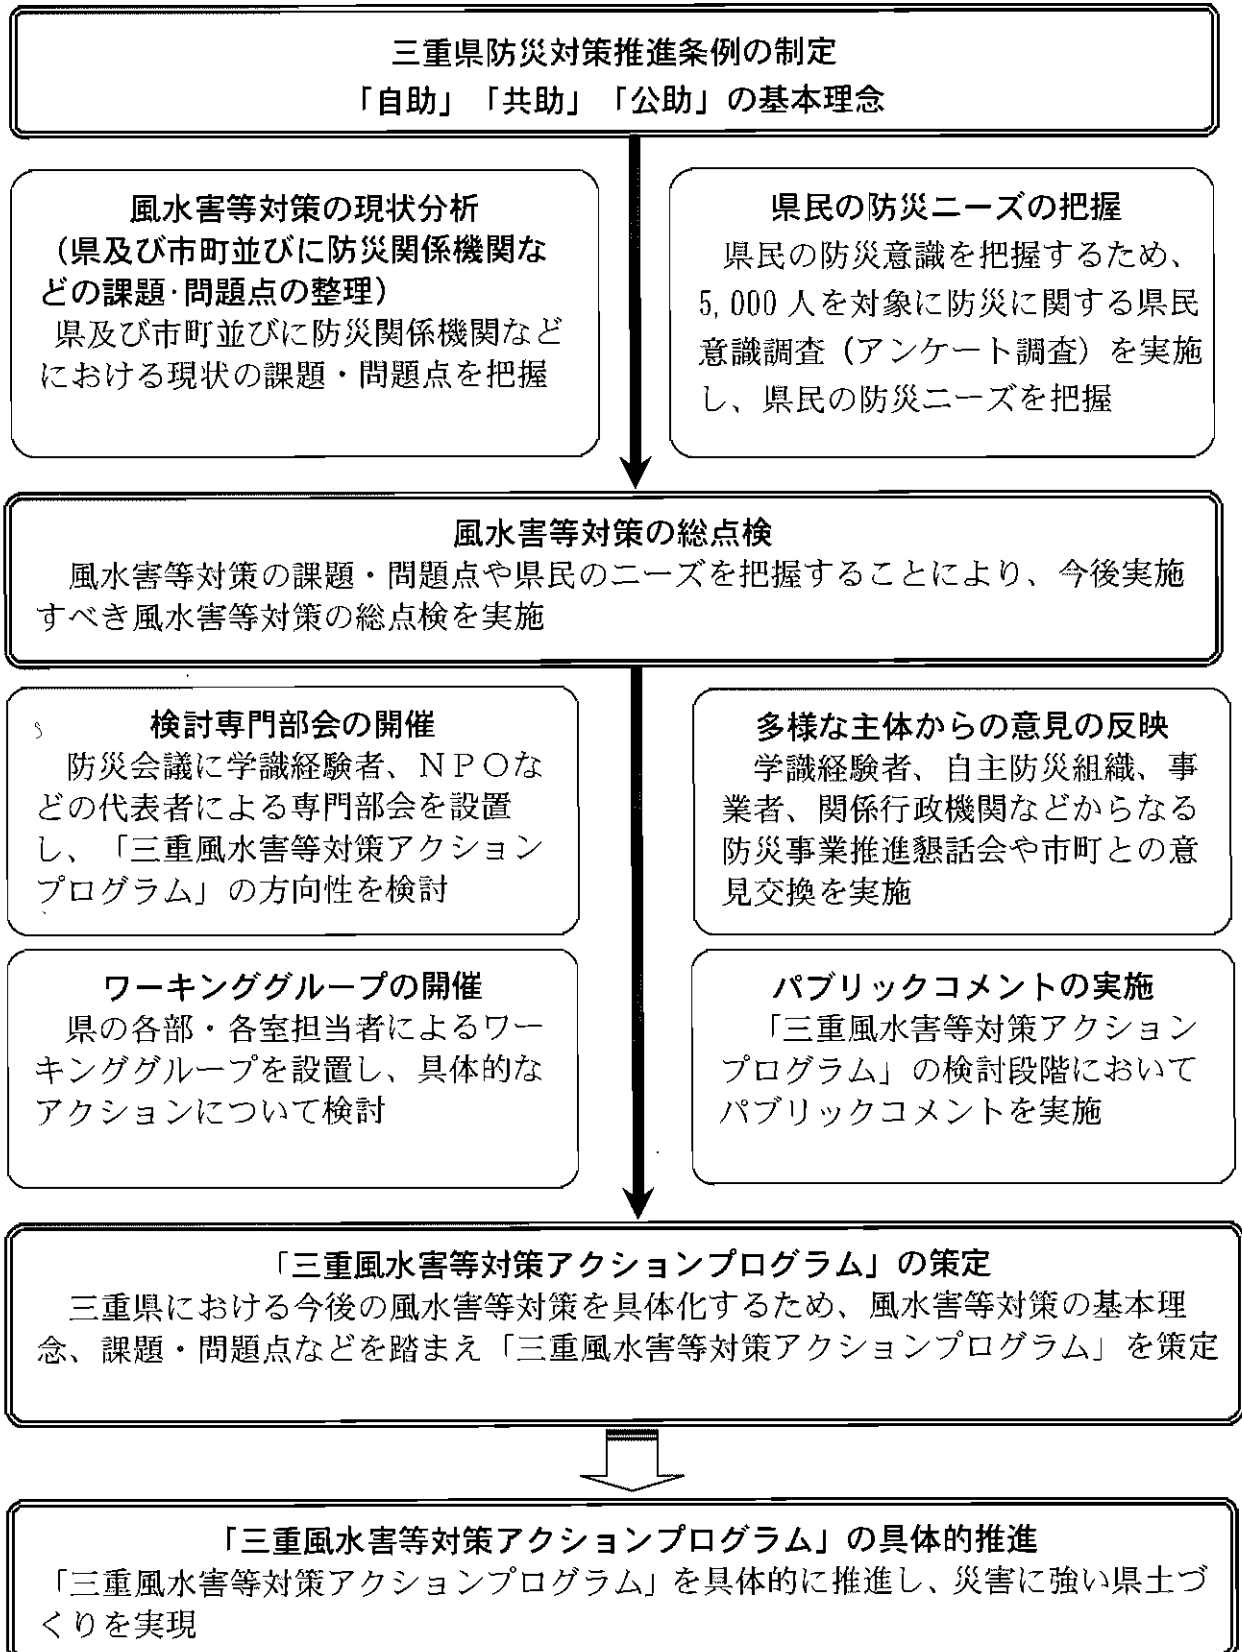 三重県防災対策推進条例の制定
「自助」「共助」「公助」の基本理念
風水害等対策の現状分析
（県及び市町並びに防災関係機関な
どの課題・問題点の整理）
県及び市町並びに防災関係機関など
における現状の課題・問題点を把握
県民の防災ニーズの把握
県民の防災意識を把握するため、
5,000人を対象に防災に関する県民
意識調査（アンケート調査）を実施
し、県民の防災ニーズを把握
風水害等対策の総点検
風水害等対策の課題・問題点や県民のニーズを把握することにより、今後実施
すべき風水害等対策の総点検を実施
検討専門部会の開催
防災会議に学識経験者、ＮＰＯな
どの代表者による専門部会を設置
し、「三重風水害等対策アクション
プログラム」の方向性を検討
多様な主体からの意見の反映
学識経験者、自主防災組織、事
業者、関係行政機関などからなる
防災事業推進懇話会や市町との意
見交換を実施
ワーキンググループの開催
県の各部・各室担当者によるワー
キンググループを設置し、具体的な
アクションについて検討
パブリックコメントの実施
「三重風水害等対策アクション
プログラム」の検討段階において
パブリックコメントを実施
「三重風水害等対策アクションプログラム」の策定
三重県における今後の風水害等対策を具体化するため、風水害等対策の基本理
念、課題・問題点などを踏まえ「三重風水害等対策アクションプログラム」を策定
「三重風水害等対策アクションプログラム」の具体的推進
「三重風水害等対策アクションプログラム」を具体的に推進し、災害に強い県土づ
くりを実現